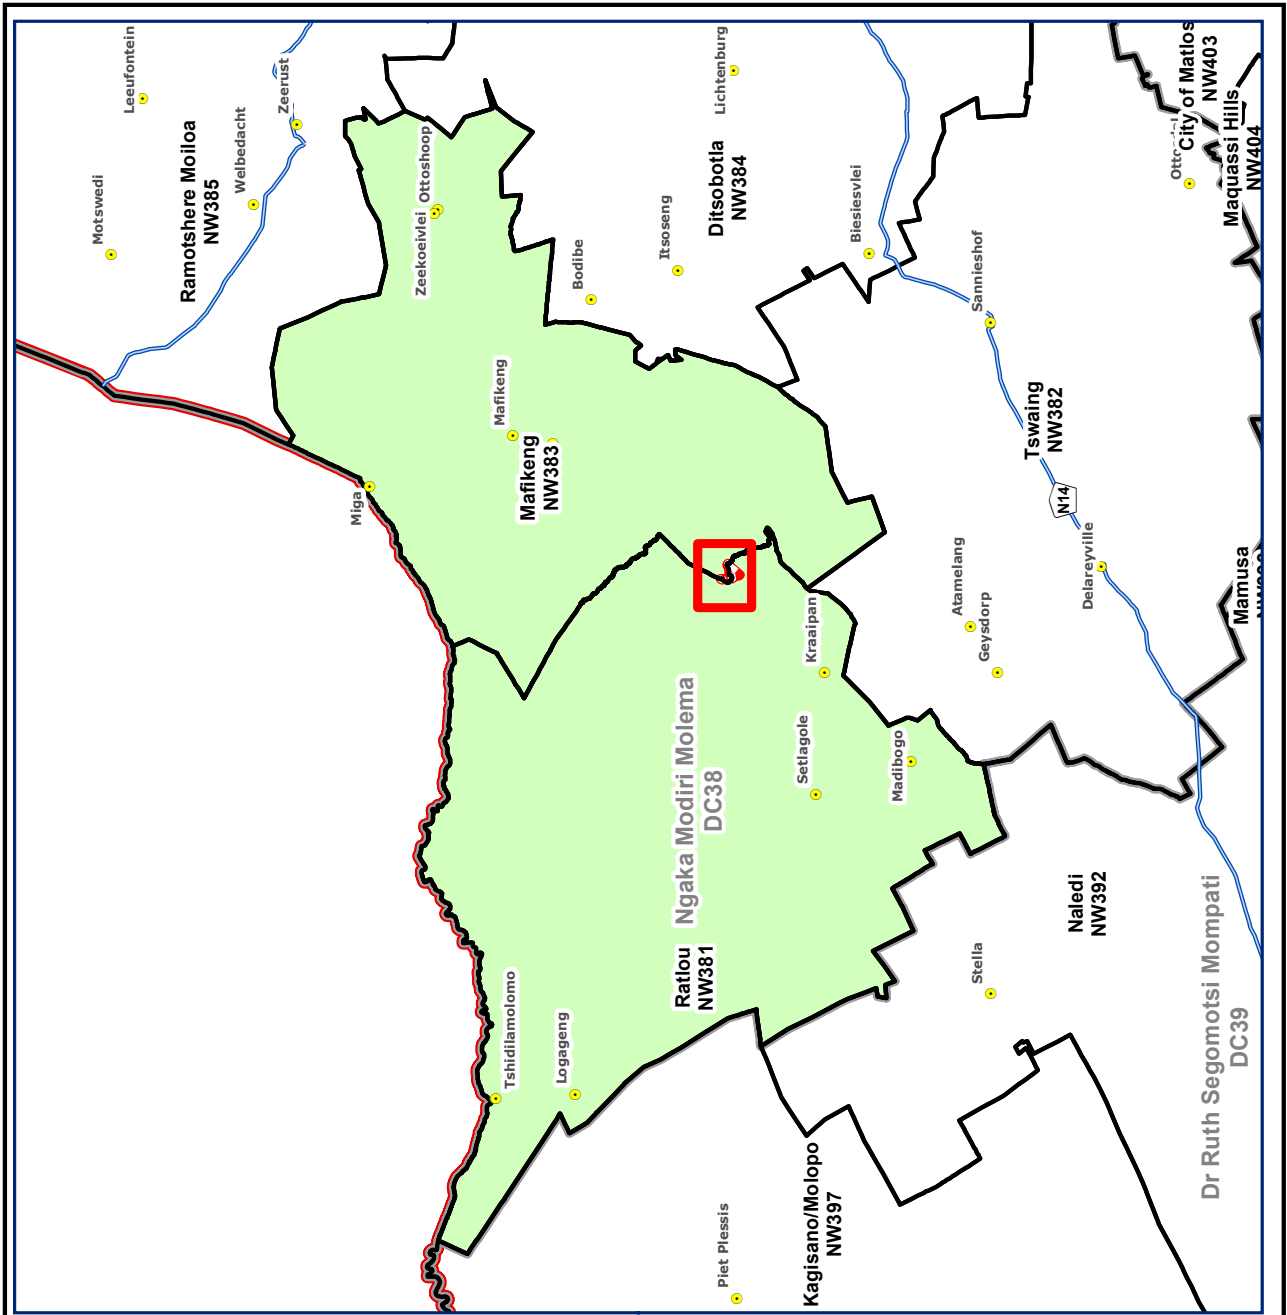 Leeufontein
Zeerust
Welbedacht
Motswedi
Ramotshere Moiloa
NW385
Zeekoeivlei
Ottoshoop
Lichtenburg
Ditsobotla
NW384
Itsoseng
Bodibe
Biesiesvlei
Sannieshof
City of Matlos
NW403
Maquassi Hills
NW404
Mafikeng
Mafikeng
NW383
Miga
Tswaing
NW382
N14
Delareyville
Atamelang
Geysdorp
Mamusa
Kraaipan
Setlagole
Madibogo
Ngaka Modiri Molema
DC38
Ratlou
NW381
Tshidilamolomo
Logageng
Stella
Naledi
NW392
Dr Ruth Segomotsi Mompati
DC39
Piet Plessis
Kagisano/Molopo
NW397